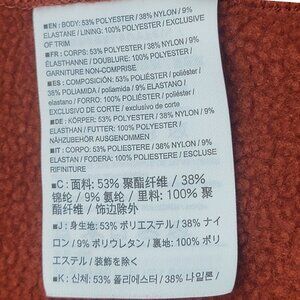 ■EN: BODY: 53% POLYESTER / 38% NYLON / 9%
ELASTANE / LINING: 100% POLYESTER / EXCLUSIVE
OF TRIM
■FR: CORPS: 53% POLYESTER / 38% NYLON / 9%
ÉLASTHANNE / DOUBLURE: 100% POLYESTER /
GARNITURE NON-COMPRISE
■ES: COMPOSICIÓN: 53% POLIÉSTER / poliéster /
38% POLIAMIDA / poliamida / 9% ELASTANO /
elastano / FORRO: 100% POLIÉSTER / poliéster /
EXCLUSIVO DE CORTE / exclusivo de corte
■DE: KÖRPER: 53% POLYESTER / 38% NYLON / 9%
ELASTHAN / FUTTER: 100% POLYESTER /
NÄHZUBEHÖR AUSGENOMMEN
■IT: CORPO: 53% POLIESTERE / 38% NYLON / 9%
ELASTAN / FODERA: 100% POLIESTERE / ESCLUSE
RIFINITURE
■C: 面料: 53% 聚酯纤维 / 38%
锦纶 / 9% 氨纶 / 里料: 100% 聚
酯纤维 / 饰边除外
■J: 身生地: 53% ポリエステル / 38% ナイ
ロン / 9% ポリウレタン / 裏地: 100% ポリ
エステル / 装飾を除く
■K: 신체: 53% 폴리에스터 / 38% 나일론 /